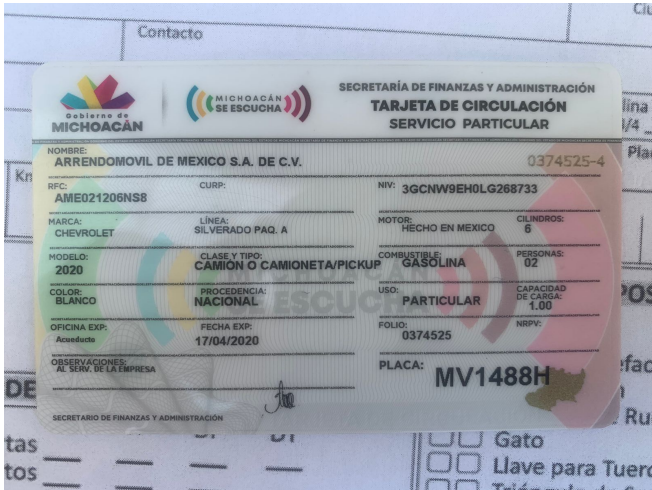 Contacto
Gobierno de
MICHOACÁN
MICHOACÁN
SE ESCUCHA
SECRETARÍA DE FINANZAS Y ADMINISTRACIÓN
TARJETA DE CIRCULACIÓN
SERVICIO PARTICULAR
NOMBRE:
ARRENDOMOVIL DE MEXICO S.A. DE C.V.
0374525-4
RFC:
AME021206NS8
CURP:
NIV: 3GCNW9EH0LG268733
MARCA:
CHEVROLET
LÍNEA:
SILVERADO PAQ. A
MOTOR:
HECHO EN MEXICO
CILINDROS:
6
MODELO:
2020
CLASE Y TIPO:
CAMION O CAMIONETA/PICKUP
COMBUSTIBLE:
GASOLINA
PERSONAS:
02
COLOR:
BLANCO
PROCEDENCIA:
NACIONAL
USO:
PARTICULAR
CAPACIDAD
DE CARGA:
1.00
OFICINA EXP:
Acueducto
FECHA EXP:
17/04/2020
FOLIO:
0374525
NRPV:
OBSERVACIONES:
AL SERV. DE LA EMPRESA
PLACA:
MV1488H
SECRETARIO DE FINANZAS Y ADMINISTRACIÓN
Gato
Llave para Tuerc